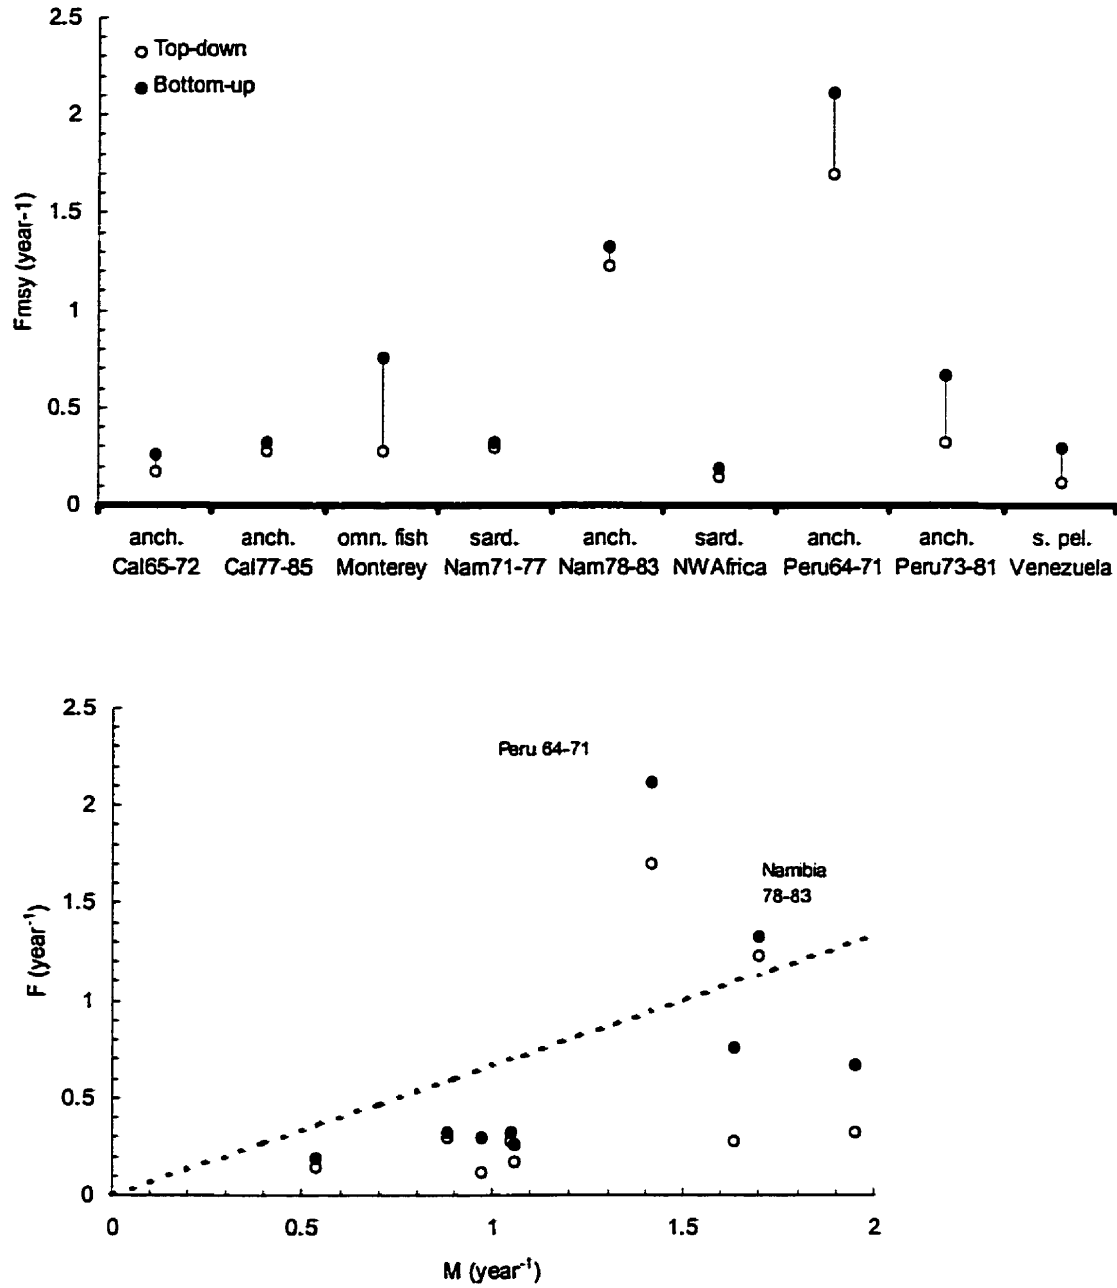 2.5
Top-down
Bottom-up
2
1.5
1
0.5
0
Fmsy (year-1)
anch. anch. omn. fish sard. anch. sard. anch. anch. s. pel.
Cal65-72 Cal77-85 Monterey Nam71-77 Nam78-83 NWAfrica Peru64-71 Peru73-81 Venezuela
2.5
Peru 64-71
2
Namibia
78-83
1.5
1
0.5
0
F (year⁻¹)
0 0.5 1 1.5 2
M (year⁻¹)